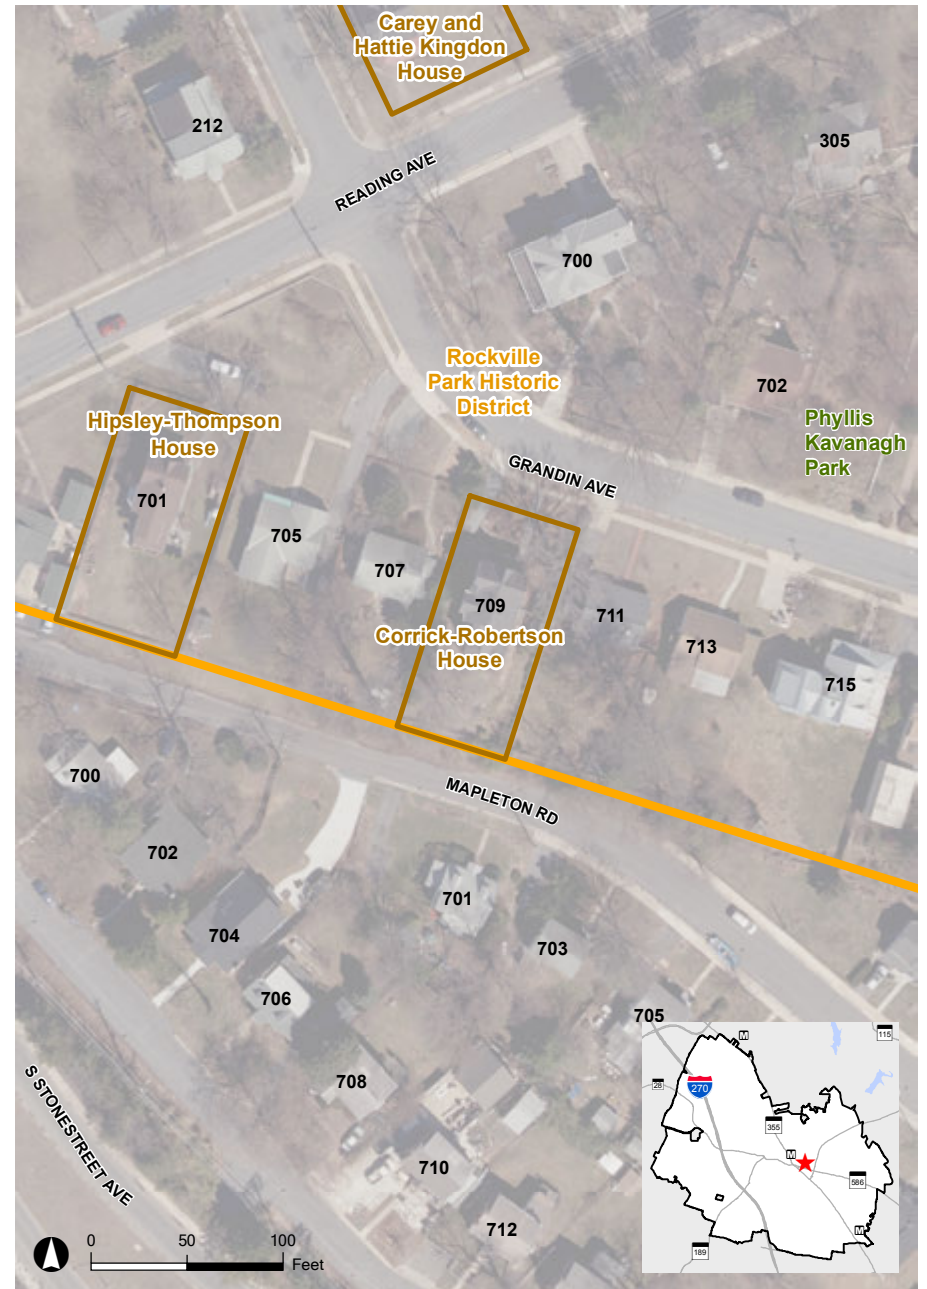 Carey and
Hattie Kingdon
House
212
305
READING AVE
700
Rockville
Park Historic
District
702
Phyllis
Kavanagh
Park
Hipsley-Thompson
House
701
GRANDIN AVE
705
707
709
711
Corrick-Robertson
House
713
715
700
MAPLETON RD
702
701
704
703
706
705
708
S STONESTREET AVE
710
712
0 50 100
Feet
M
115
28
270
355
M
586
M
189